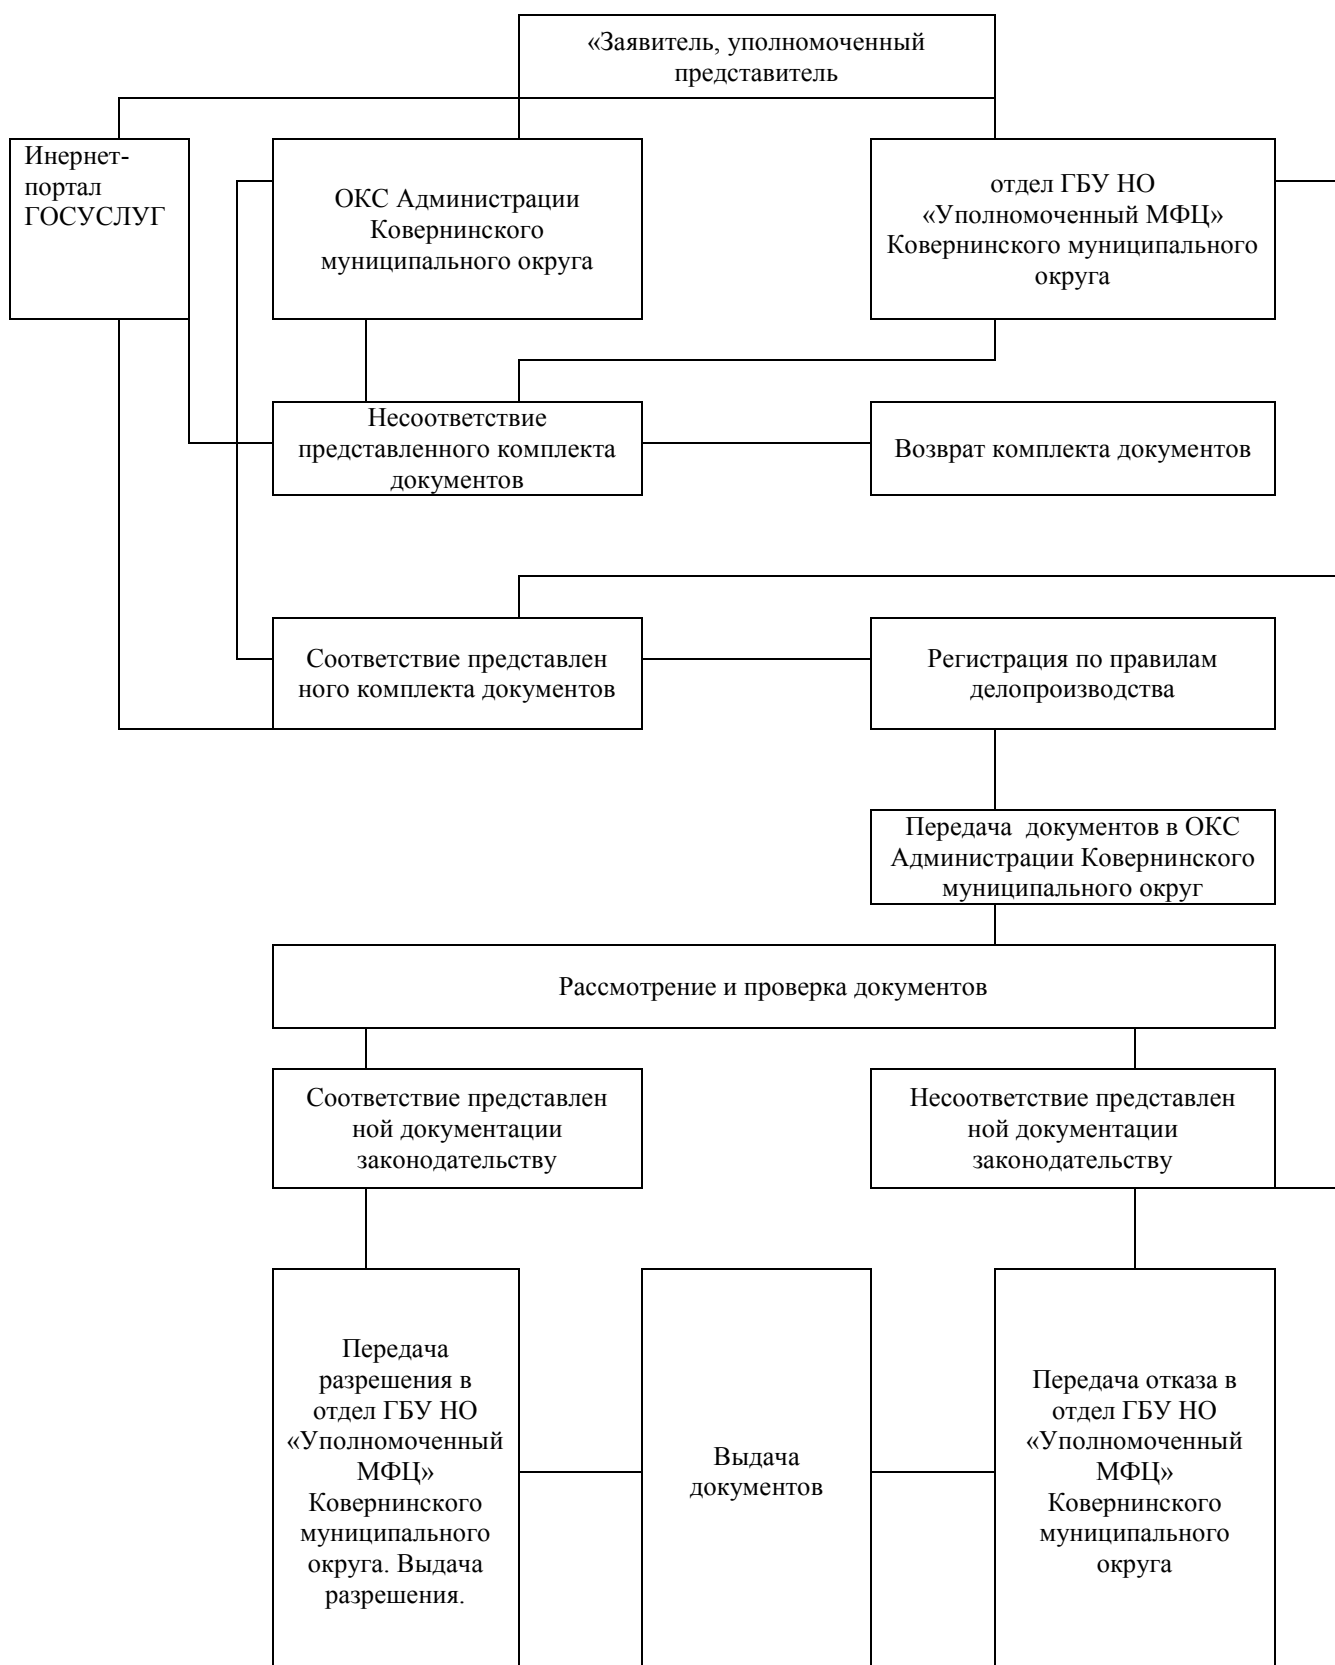 «Заявитель, уполномоченный
представитель
Инернет-
портал
ГОСУСЛУГ
ОКС Администрации
Ковернинского
муниципального округа
отдел ГБУ НО
«Уполномоченный МФЦ»
Ковернинского муниципального
округа
Несоответствие
представленного комплекта
документов
Возврат комплекта документов
Соответствие представлен
ного комплекта документов
Регистрация по правилам
делопроизводства
Передача  документов в ОКС
Администрации Ковернинского
муниципального округ
Рассмотрение и проверка документов
Соответствие представлен
ной документации
законодательству
Несоответствие представлен
ной документации
законодательству
Передача
разрешения в
отдел ГБУ НО
«Уполномоченный
МФЦ»
Ковернинского
муниципального
округа. Выдача
разрешения.
Выдача
документов
Передача отказа в
отдел ГБУ НО
«Уполномоченный
МФЦ»
Ковернинского
муниципального
округа